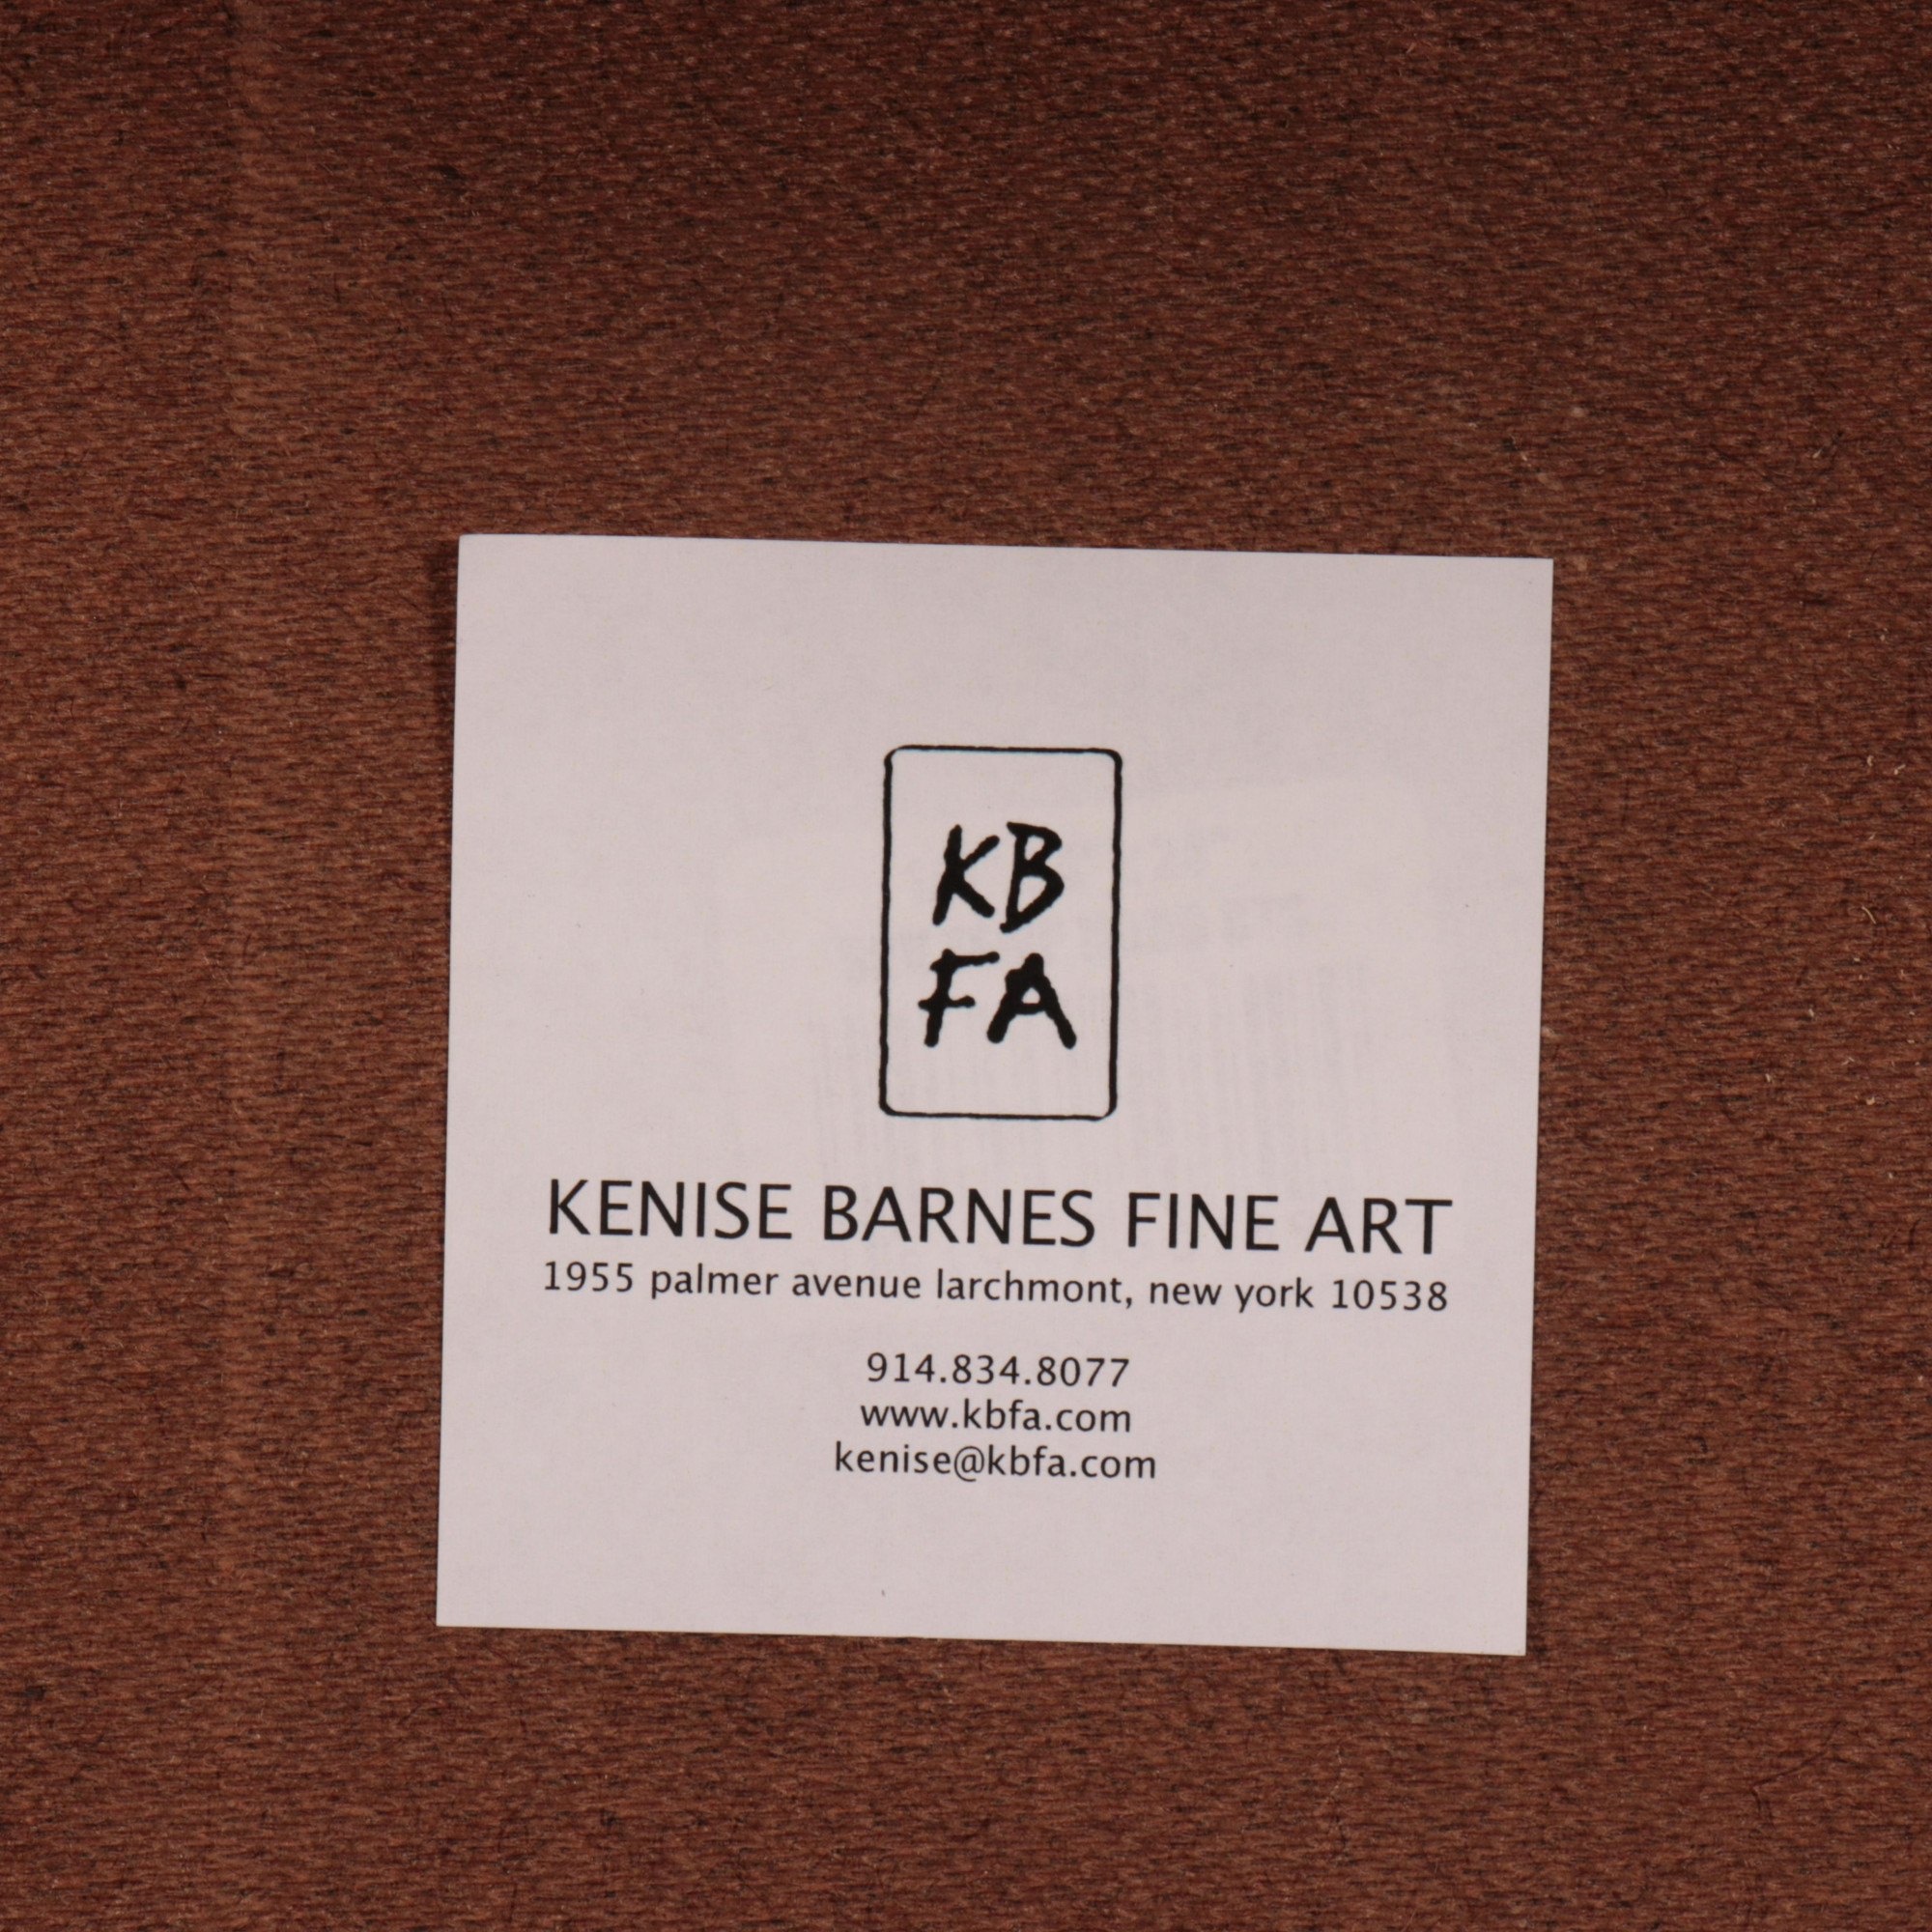 KB
FA
KENISE BARNES FINE ART
1955 palmer avenue larchmont, new york 10538
914.834.8077
www.kbfa.com
kenise@kbfa.com